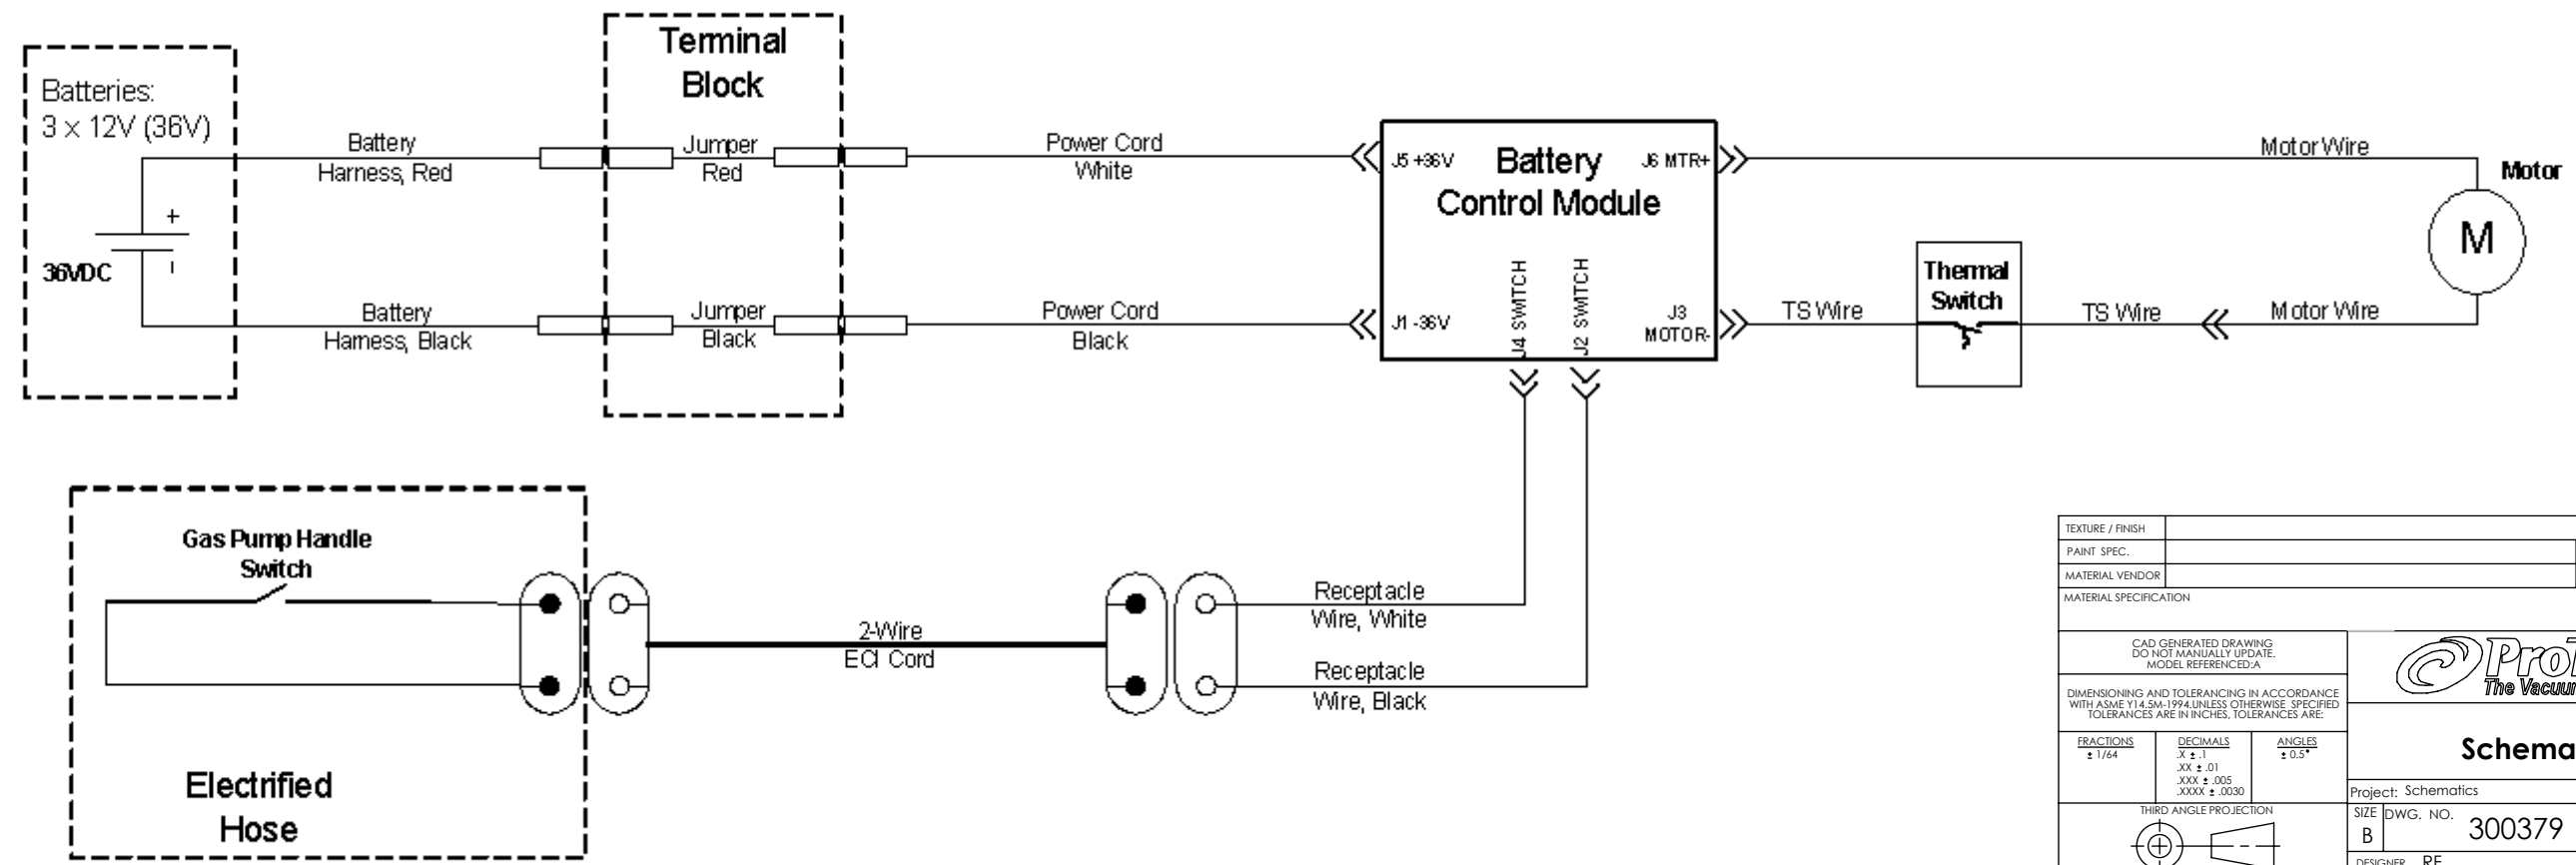 Batteries:
3 x 12V (36V)
+
36VDC
Battery
Harness, Red
Battery
Harness, Black
Terminal
Block
Jumper
Red
Jumper
Black
Power Cord
White
Power Cord
Black
J5 +36V
Battery
Control Module
J6 MTR+
J1 -36V
J4 SWITCH
J2 SWITCH
J3
MOTOR-
Motor Wire
Motor
M
TS Wire
Thermal
Switch
TS Wire
Motor Wire
Gas Pump Handle
Switch
2-Wire
ECI Cord
Receptacle
Wire, White
Receptacle
Wire, Black
Electrified
Hose
TEXTURE / FINISH
PAINT SPEC.
MATERIAL VENDOR
MATERIAL SPECIFICATION
CAD GENERATED DRAWING
DO NOT MANUALLY UPDATE.
MODEL REFERENCED:A
DIMENSIONING AND TOLERANCING IN ACCORDANCE
WITH ASME Y14.5M-1994.UNLESS OTHERWISE SPECIFIED
TOLERANCES ARE IN INCHES, TOLERANCES ARE:
FRACTIONS
± 1/64
DECIMALS
.X ± .1
.XX ± .01
.XXX ± .005
.XXXX ± .0030
ANGLES
± 0.5°
THIRD ANGLE PROJECTION
The
Project: Schematics
SIZE
B
DWG. NO.
300379
DESIGNER RF